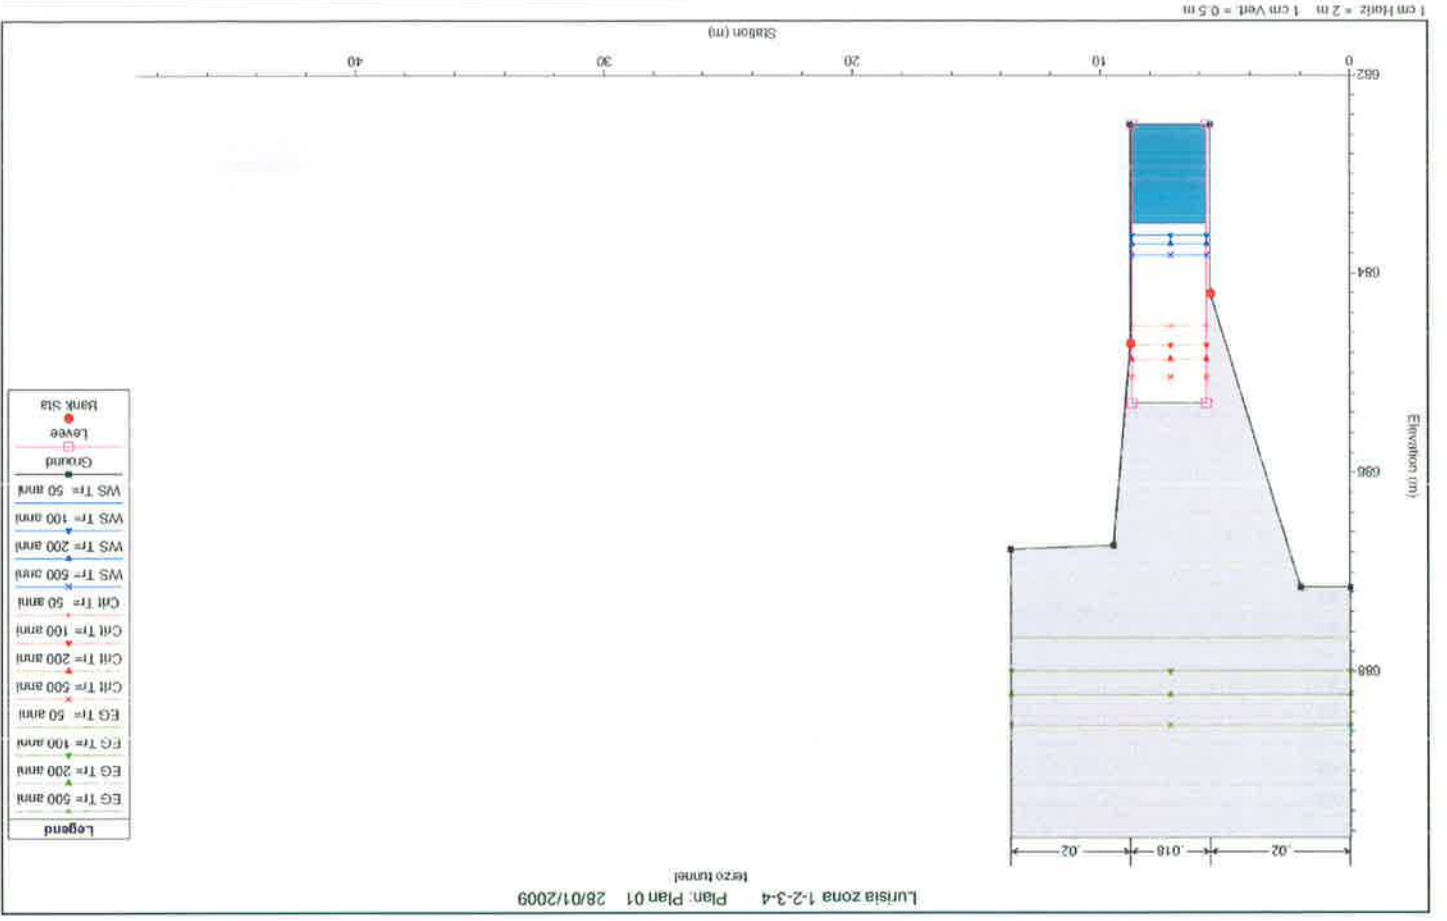 Lurisia zona 1-2-3-4 Plan: Plan 01 28/01/2009
terzo tunnel
.02 .018 .02
Legend
EG Tr= 500 anni
EG Tr= 200 anni
EG Tr= 100 anni
EG Tr= 50 anni
Crit Tr= 500 anni
Crit Tr= 200 anni
Crit Tr= 100 anni
Crit Tr= 50 anni
WS Tr= 500 anni
WS Tr= 200 anni
WS Tr= 100 anni
WS Tr= 50 anni
Ground
Levee
Bank Sta
Elevation (m)
688
686
684
682
0 10 20 30 40
Station (m)
1 cm Horiz. = 2 m 1 cm Vert. = 0.5 m